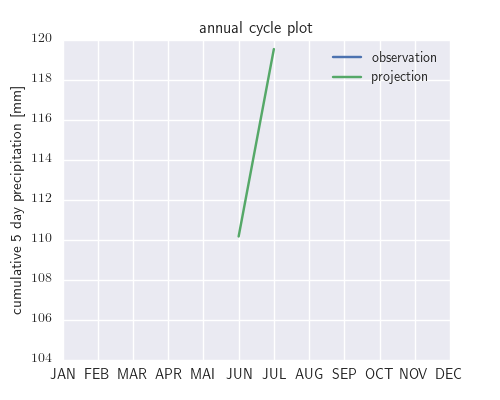 annual cycle plot
120
118
116
114
112
110
108
106
104
cumulative 5 day precipitation [mm]
observation
projection
JAN FEB MAR APR MAI JUN JUL AUG SEP OCT NOV DEC